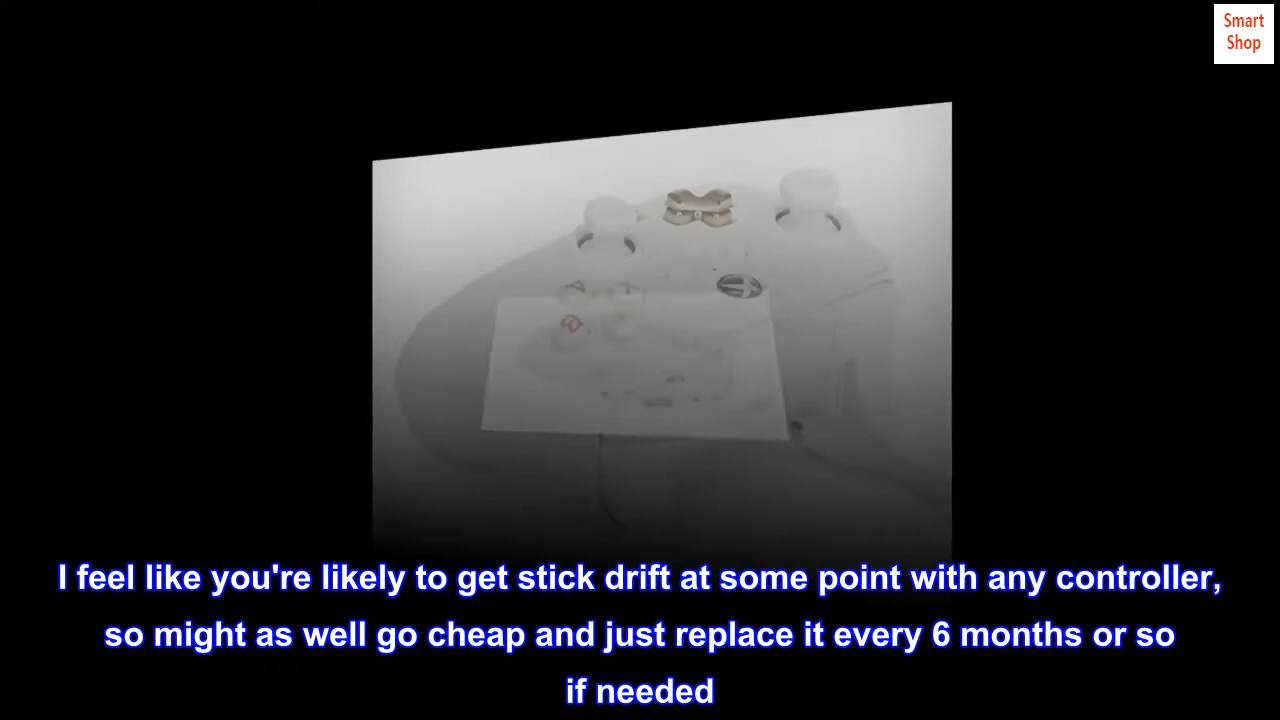 Smart
Shop
I feel like you're likely to get stick drift at some point with any controller,
so might as well go cheap and just replace it every 6 months or so
if needed